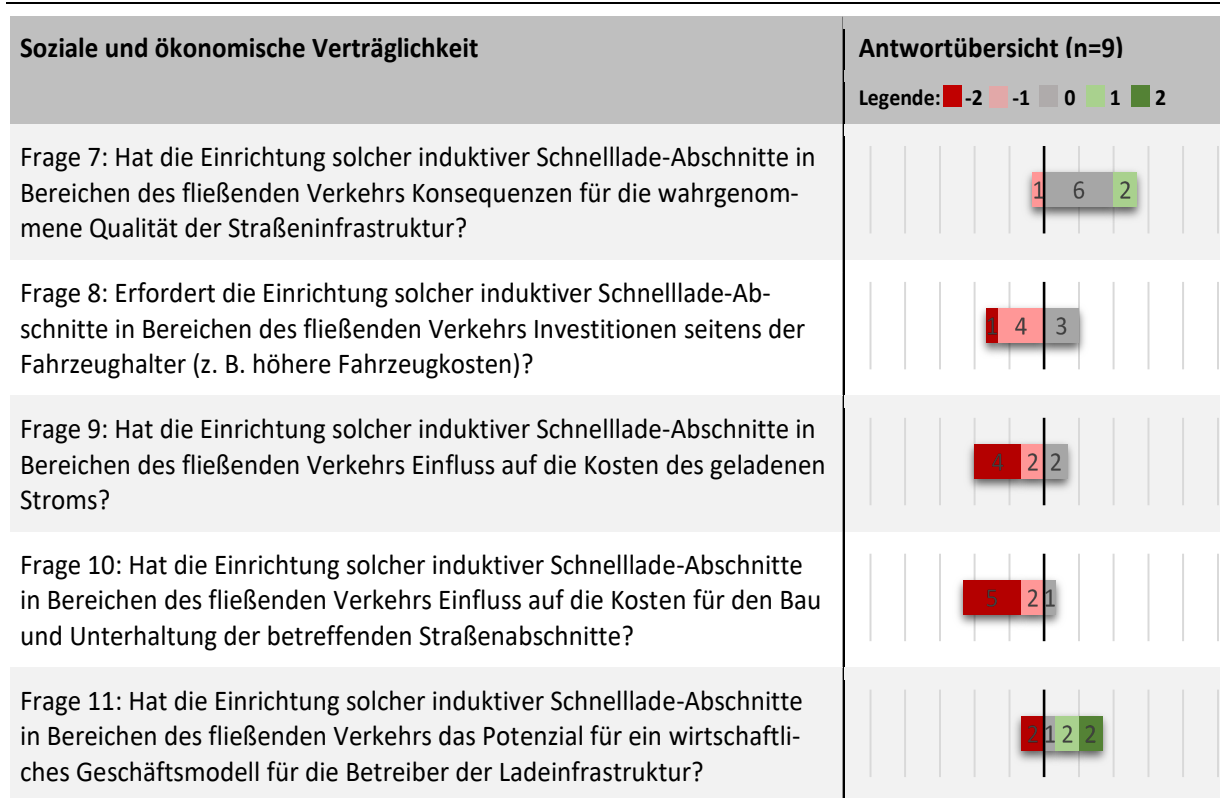 Soziale und ökonomische Verträglichkeit
Antwortübersicht (n=9)
Legende: -2 -1 0 1 2
Frage 7: Hat die Einrichtung solcher induktiver Schnelllade-Abschnitte in
Bereichen des fließenden Verkehrs Konsequenzen für die wahrgenom-
mene Qualität der Straßeninfrastruktur?
1 6 2
Frage 8: Erfordert die Einrichtung solcher induktiver Schnelllade-Ab-
schnitte in Bereichen des fließenden Verkehrs Investitionen seitens der
Fahrzeughalter (z. B. höhere Fahrzeugkosten)?
1 4 3
Frage 9: Hat die Einrichtung solcher induktiver Schnelllade-Abschnitte in
Bereichen des fließenden Verkehrs Einfluss auf die Kosten des geladenen
Stroms?
4 2 2
Frage 10: Hat die Einrichtung solcher induktiver Schnelllade-Abschnitte
in Bereichen des fließenden Verkehrs Einfluss auf die Kosten für den Bau
und Unterhaltung der betreffenden Straßenabschnitte?
5 2 1
Frage 11: Hat die Einrichtung solcher induktiver Schnelllade-Abschnitte
in Bereichen des fließenden Verkehrs das Potenzial für ein wirtschaftli-
ches Geschäftsmodell für die Betreiber der Ladeinfrastruktur?
2 1 2 2